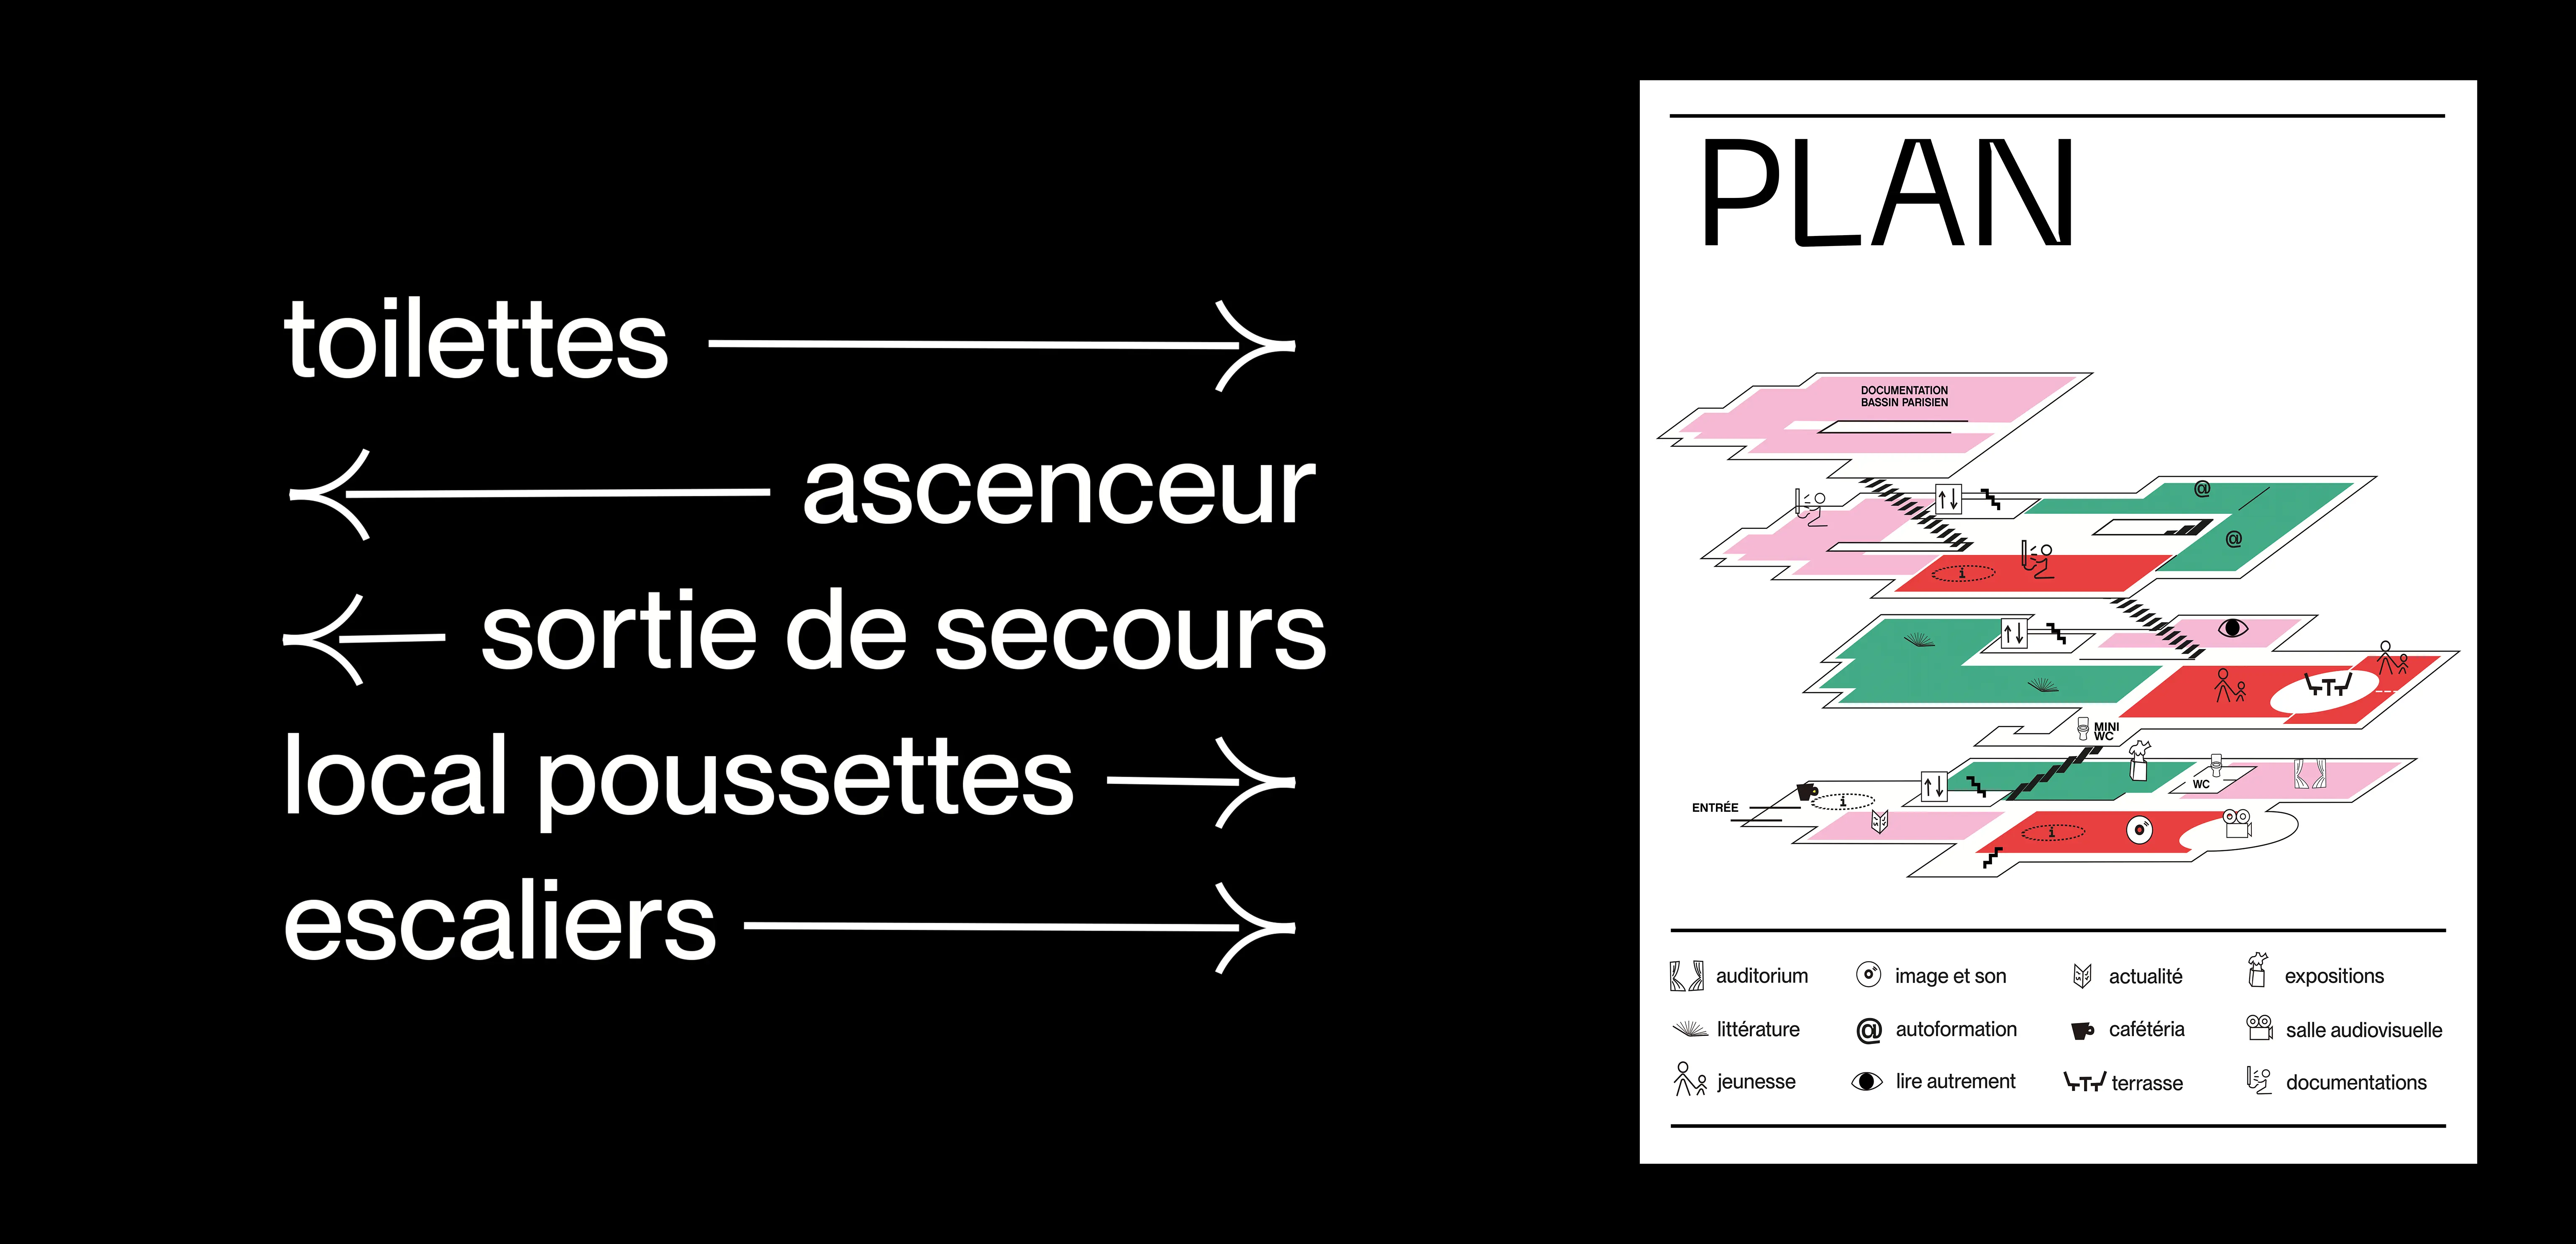 toilettes
ascenceur
sortie de secours
local poussettes
escaliers
PLAN
DOCUMENTATION
BASSIN PARISIEN
@
@
i
MINI
WC
WC
ENTRÉE
i
i
auditorium
image et son
actualité
expositions
littérature
@ autoformation
cafétéria
salle audiovisuelle
jeunesse
lire autrement
terrasse
documentations